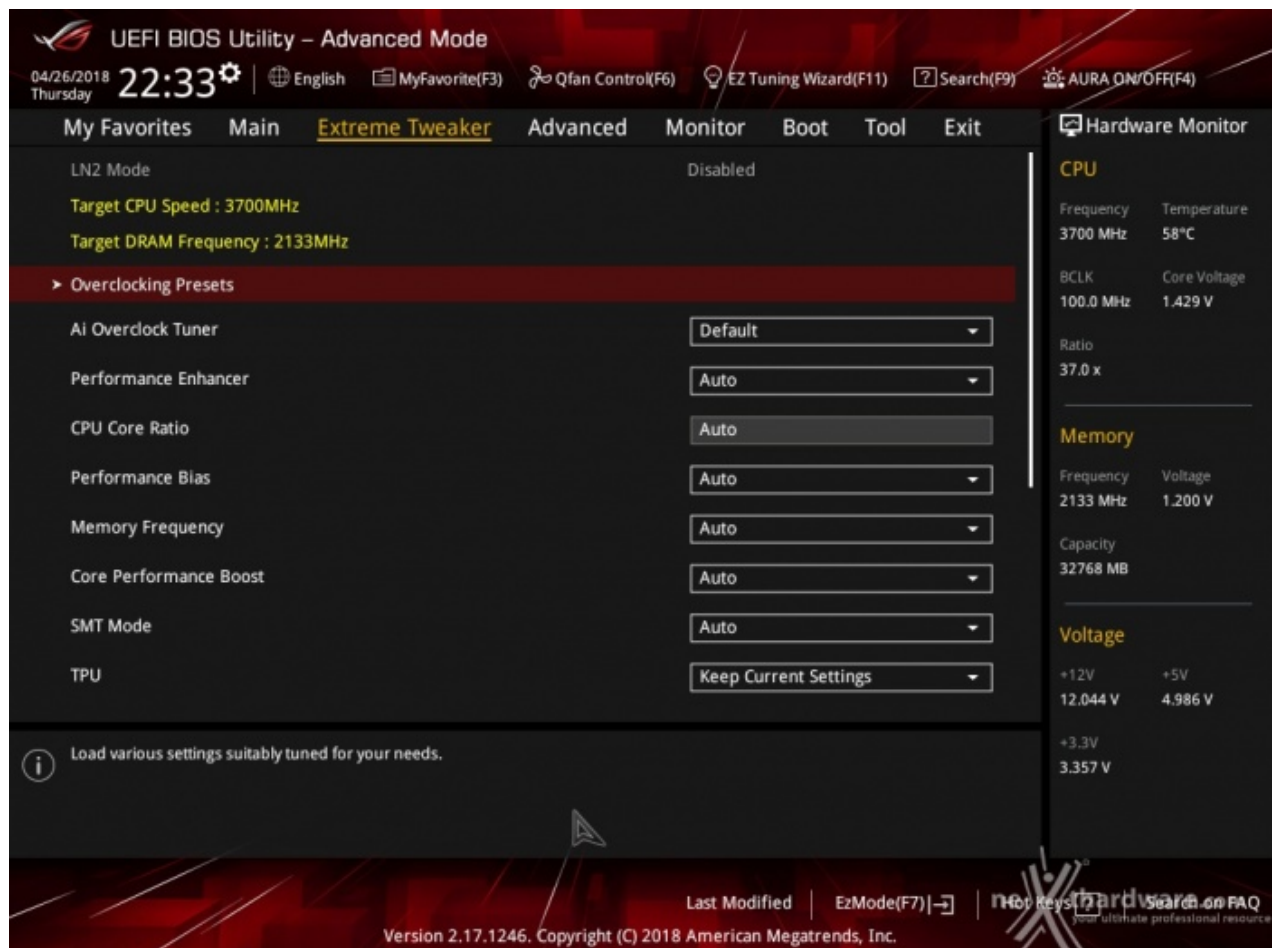 UEFI BIOS Utility – Advanced Mode
04/26/2018
Thursday
22:33
English
MyFavorite(F3)
Qfan Control(F6)
EZ Tuning Wizard(F11)
? Search(F9)
AURA ON/OFF(F4)
My Favorites Main Extreme Tweaker Advanced Monitor Boot Tool Exit
Hardware Monitor
LN2 Mode Disabled
Target CPU Speed : 3700MHz
Target DRAM Frequency : 2133MHz
Overclocking Presets
Ai Overclock Tuner Default
Performance Enhancer Auto
CPU Core Ratio Auto
Performance Bias Auto
Memory Frequency Auto
Core Performance Boost Auto
SMT Mode Auto
TPU Keep Current Settings
CPU
Frequency Temperature
3700 MHz 58°C
BCLK Core Voltage
100.0 MHz 1.429 V
Ratio
37.0 x
Memory
Frequency Voltage
2133 MHz 1.200 V
Capacity
32768 MB
Voltage
+12V +5V
12.044 V 4.986 V
+3.3V
3.357 V
i Load various settings suitably tuned for your needs.
Last Modified EzMode(F7) Hot Keys ? Search on FAQ
your ultimate professional resource
Version 2.17.1246. Copyright (C) 2018 American Megatrends, Inc.